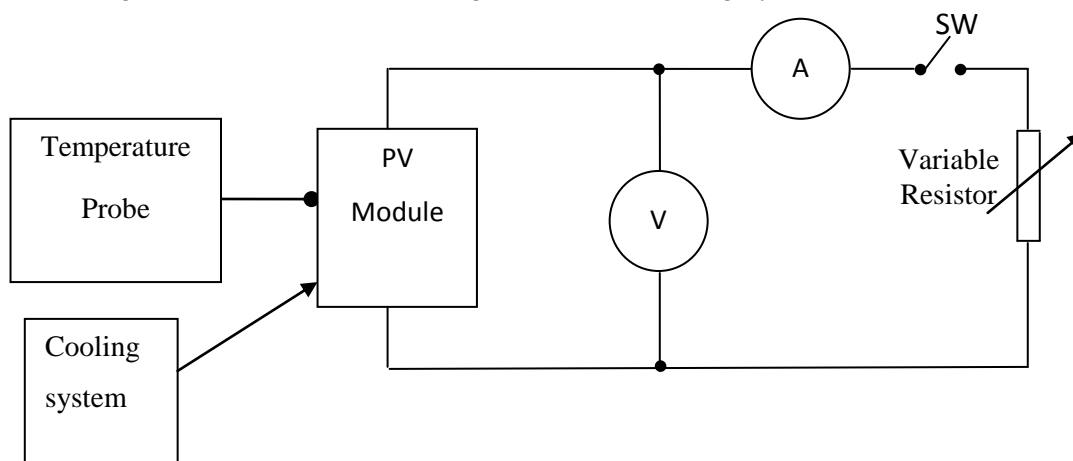 SW
A
Temperature
Probe
PV
Module
Variable
Resistor
V
Cooling
system